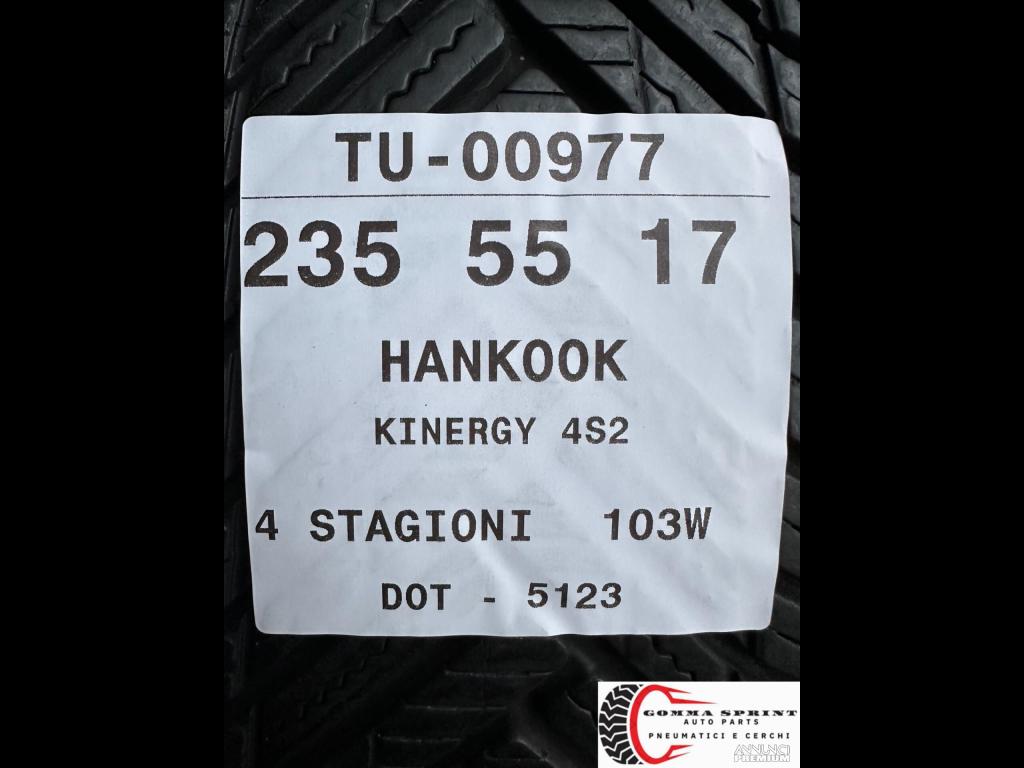 TU-00977
235 55 17
HANKOOK
KINERGY 4S2
4 STAGIONI 103W
DOT - 5123
GOMMA SPRINT
AUTO PARTS
PNEUMATICI E CERCHI
ANNUNCI
PREMIUM